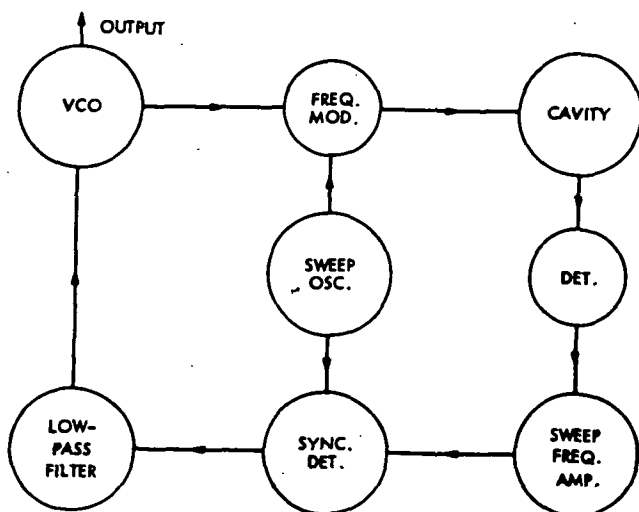 OUTPUT
VCO
FREQ.
MOD.
CAVITY
SWEEP
OSC.
DET.
LOW-
PASS
FILTER
SYNC.
DET.
SWEEP
FREQ.
AMP.